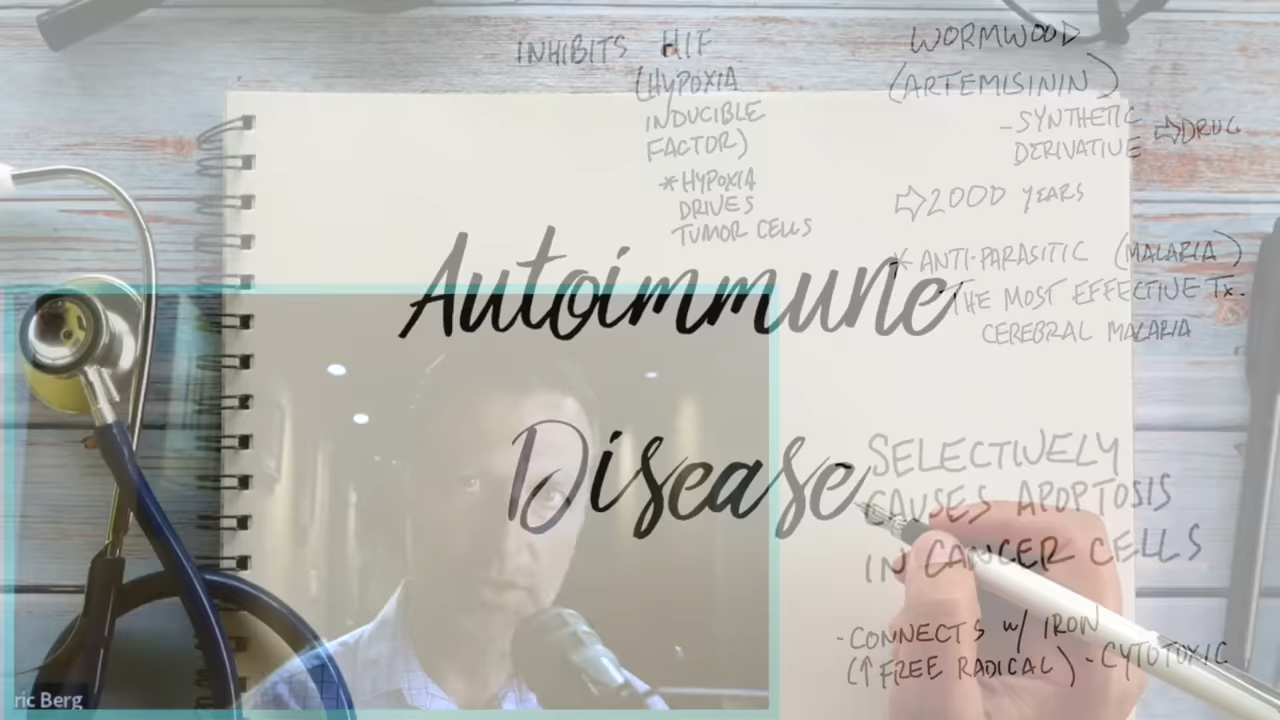 INHIBITS HIF
(HYPOXIA
INDUCIBLE
FACTOR)
*HYPOXIA
DRIVES
TUMOR CELLS
WORMWOOD
(ARTEMISININ)
-SYNTHETIC
DERIVATIVE ⇨DRUG
⇨2000 YEARS
*ANTI-PARASITIC (MALARIA)
THE MOST EFFECTIVE Tx.
CEREBRAL MALARIA
Autoimmune
Disease
SELECTIVELY
CAUSES APOPTOSIS
IN CANCER CELLS
-CONNECTS w/ IRON
(↑FREE RADICAL) -CYTOTOXIC
ric Berg